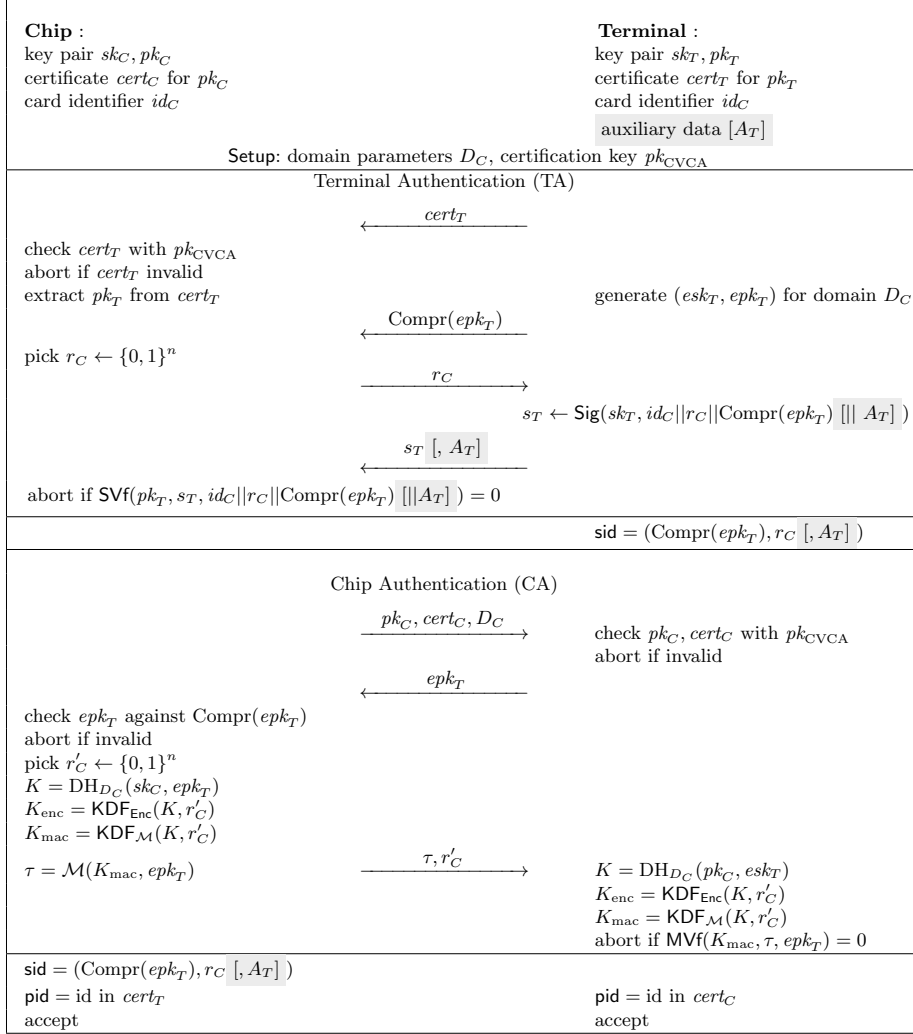 Chip :
Terminal :
key pair sk_C, pk_C
key pair sk_T, pk_T
certificate cert_C for pk_C
certificate cert_T for pk_T
card identifier id_C
card identifier id_C
auxiliary data [A_T]
Setup: domain parameters D_C, certification key pk_CVCA
Terminal Authentication (TA)
cert_T
check cert_T with pk_CVCA
abort if cert_T invalid
extract pk_T from cert_T
generate (esk_T, epk_T) for domain D_C
Compr(epk_T)
pick r_C ← {0, 1}^n
r_C
s_T ← Sig(sk_T, id_C||r_C||Compr(epk_T) [|| A_T] )
s_T [, A_T]
abort if SVf(pk_T, s_T, id_C||r_C||Compr(epk_T) [||A_T] ) = 0
sid = (Compr(epk_T), r_C [, A_T] )
Chip Authentication (CA)
pk_C, cert_C, D_C
check pk_C, cert_C with pk_CVCA
abort if invalid
epk_T
check epk_T against Compr(epk_T)
abort if invalid
pick r′_C ← {0, 1}^n
K = DH_{D_C}(sk_C, epk_T)
K_enc = KDF_Enc(K, r′_C)
K_mac = KDF_ℳ(K, r′_C)
τ = ℳ(K_mac, epk_T)
τ, r′_C
K = DH_{D_C}(pk_C, esk_T)
K_enc = KDF_Enc(K, r′_C)
K_mac = KDF_ℳ(K, r′_C)
abort if MVf(K_mac, τ, epk_T) = 0
sid = (Compr(epk_T), r_C [, A_T] )
pid = id in cert_T
pid = id in cert_C
accept
accept